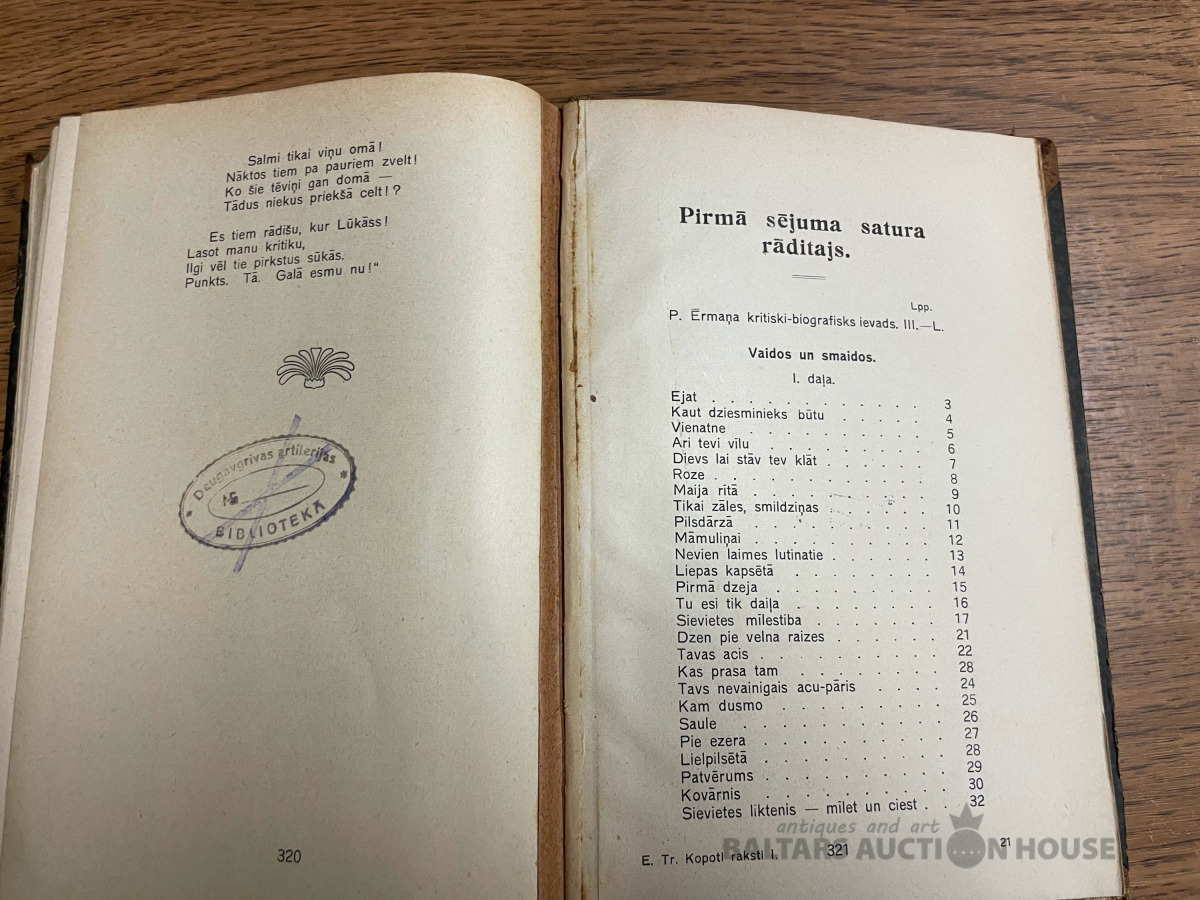 Salmi tikai viņu omā!
Nāktos tiem pa pauriem zvelt!
Ko šie tēviņi gan domā —
Tādus niekus priekšā celt!?
Es tiem rādīšu, kur Lūkāss!
Lasot manu kritiku,
Ilgi vēl tie pirkstus sūkās.
Punkts. Tā. Galā esmu nu!“
Daugavgrivas artilerijas
BIBLIOTEKA
320
Pirmā sējuma satura
rāditajs.
Lpp.
P. Ērmaņa kritiski-biografisks ievads. III.—L.
Vaidos un smaidos.
I. daļa.
Ejat . . . . . . . . . . . . 3
Kaut dziesminieks būtu . . . . . 4
Vienatne . . . . . . . . . . 5
Ari tevi vīlu . . . . . . . . . 6
Dievs lai stāv tev klāt . . . . . . 7
Roze . . . . . . . . . . . 8
Maija rītā . . . . . . . . . 9
Tikai zāles, smildziņas . . . . . . 10
Pilsdārzā . . . . . . . . . . 11
Māmuliņai . . . . . . . . . . 12
Nevien laimes lutinatie . . . . . . 13
Liepas kapsētā . . . . . . . . 14
Pirmā dzeja . . . . . . . . . 15
Tu esi tik daiļa . . . . . . . . 16
Sievietes mīlestiba . . . . . . . 17
Dzen pie velna raizes . . . . . . 21
Tavas acis . . . . . . . . . . 22
Kas prasa tam . . . . . . . . 28
Tavs nevainigais acu-pāris . . . . 24
Kam dusmo . . . . . . . . . 25
Saule . . . . . . . . . . . 26
Pie ezera . . . . . . . . . . 27
Lielpilsētā . . . . . . . . . . 28
Patvērums . . . . . . . . . . 29
Kovārnis . . . . . . . . . . 30
Sievietes liktenis — mīlet un ciest . . 32
E. Tr. Kopoti raksti I. 321 21
antiques and art
BALTARS AUCTION HOUSE